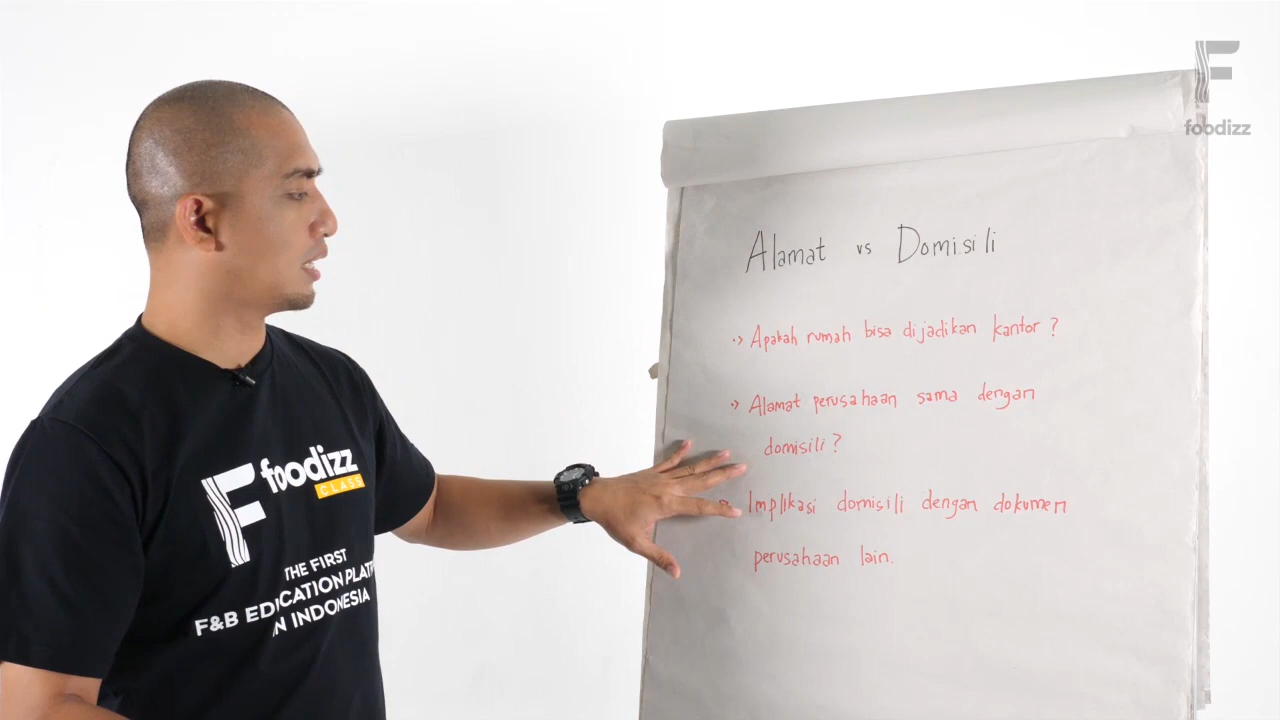 F
foodizz
foodizz
CLASS
THE FIRST
F&B EDUCATION
IN INDONESIA
Alamat vs Domisili
Apakah rumah bisa dijadikan kantor?
Alamat perusahaan sama dengan
domisili?
Implikasi domisili dengan dokumen
perusahaan lain.